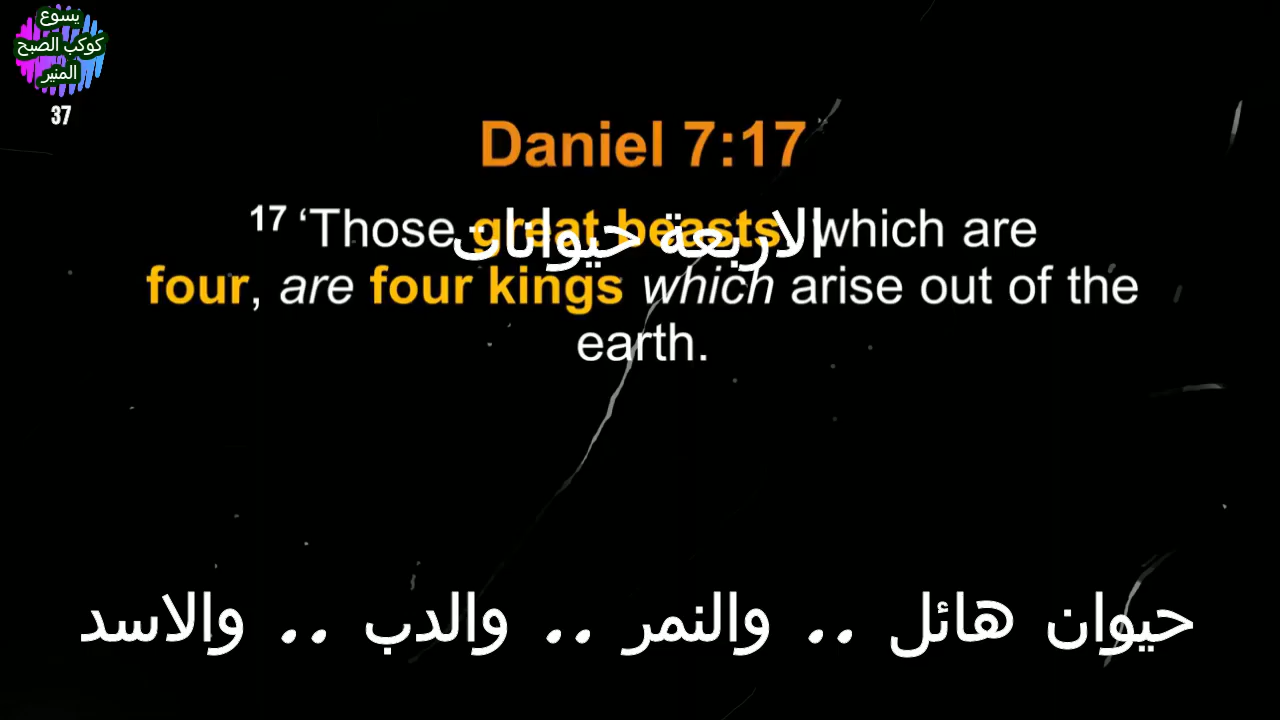 يسوع
كوكب الصبح
المنير
37
Daniel 7:17
17 ‘Those great beasts, which are
الاربعة حيوانات
four, are four kings which arise out of the
earth.
حيوان هائل .. والنمر .. والدب .. والاسد